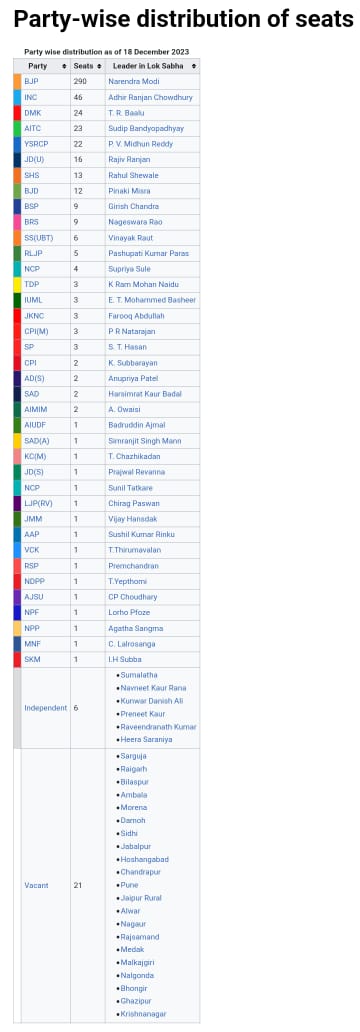 Party-wise distribution of seats
Party wise distribution as of 18 December 2023
Party Seats Leader in Lok Sabha
BJP 290 Narendra Modi
INC 46 Adhir Ranjan Chowdhury
DMK 24 T. R. Baalu
AITC 23 Sudip Bandyopadhyay
YSRCP 22 P. V. Midhun Reddy
JD(U) 16 Rajiv Ranjan
SHS 13 Rahul Shewale
BJD 12 Pinaki Misra
BSP 9 Girish Chandra
BRS 9 Nageswara Rao
SS(UBT) 6 Vinayak Raut
RLJP 5 Pashupati Kumar Paras
NCP 4 Supriya Sule
TDP 3 K Ram Mohan Naidu
IUML 3 E. T. Mohammed Basheer
JKNC 3 Farooq Abdullah
CPI(M) 3 P R Natarajan
SP 3 S. T. Hasan
CPI 2 K. Subbarayan
AD(S) 2 Anupriya Patel
SAD 2 Harsimrat Kaur Badal
AIMIM 2 A. Owaisi
AIUDF 1 Badruddin Ajmal
SAD(A) 1 Simranjit Singh Mann
KC(M) 1 T. Chazhikadan
JD(S) 1 Prajwal Revanna
NCP 1 Sunil Tatkare
LJP(RV) 1 Chirag Paswan
JMM 1 Vijay Hansdak
AAP 1 Sushil Kumar Rinku
VCK 1 T.Thirumavalan
RSP 1 Premchandran
NDPP 1 T.Yepthomi
AJSU 1 CP Choudhary
NPF 1 Lorho Pfoze
NPP 1 Agatha Sangma
MNF 1 C. Lalrosanga
SKM 1 I.H Subba
Independent 6
•Sumalatha
•Navneet Kaur Rana
•Kunwar Danish Ali
•Preneet Kaur
•Raveendranath Kumar
•Heera Saraniya
Vacant 21
•Sarguja
•Raigarh
•Bilaspur
•Ambala
•Morena
•Damoh
•Sidhi
•Jabalpur
•Hoshangabad
•Chandrapur
•Pune
•Jaipur Rural
•Alwar
•Nagaur
•Rajsamand
•Medak
•Malkajgiri
•Nalgonda
•Bhongir
•Ghazipur
•Krishnanagar